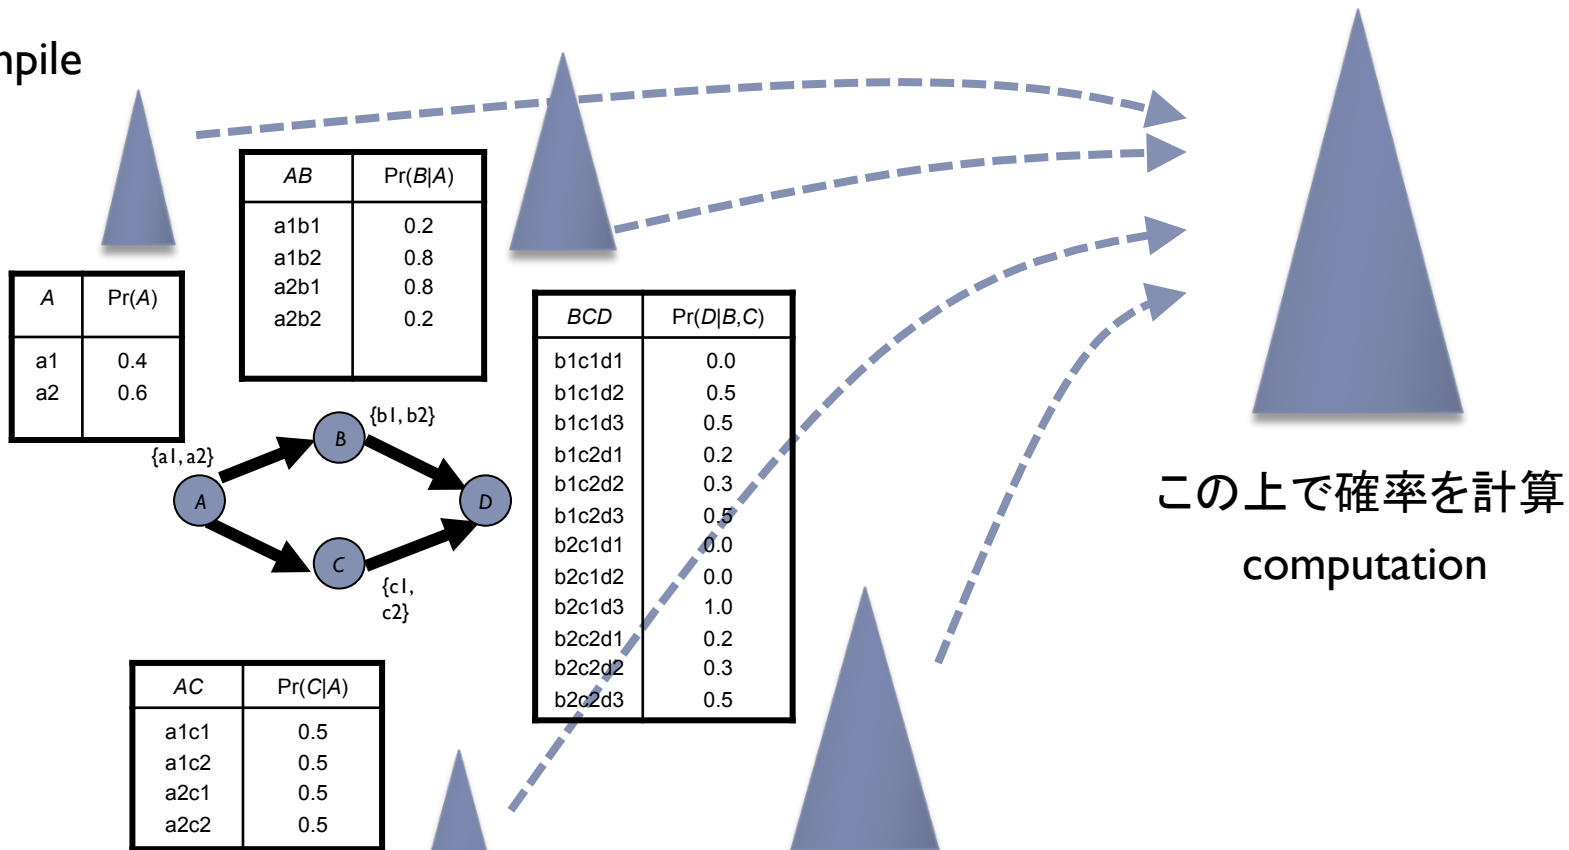 mpile
AB Pr(B|A)
a1b1 0.2
a1b2 0.8
a2b1 0.8
a2b2 0.2
A Pr(A)
a1 0.4
a2 0.6
BCD Pr(D|B,C)
b1c1d1 0.0
b1c1d2 0.5
b1c1d3 0.5
b1c2d1 0.2
b1c2d2 0.3
b1c2d3 0.5
b2c1d1 0.0
b2c1d2 0.0
b2c1d3 1.0
b2c2d1 0.2
b2c2d2 0.3
b2c2d3 0.5
{b1, b2}
B
{a1, a2}
A
D
C
{c1,
c2}
AC Pr(C|A)
a1c1 0.5
a1c2 0.5
a2c1 0.5
a2c2 0.5
この上で確率を計算
computation